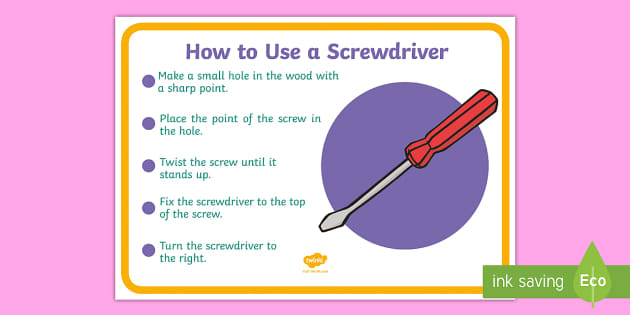 How to Use a Screwdriver
Make a small hole in the wood with
a sharp point.
Place the point of the screw in
the hole.
Twist the screw until it
stands up.
Fix the screwdriver to the top
of the screw.
Turn the screwdriver to
the right.
twinkl
ink saving
Eco